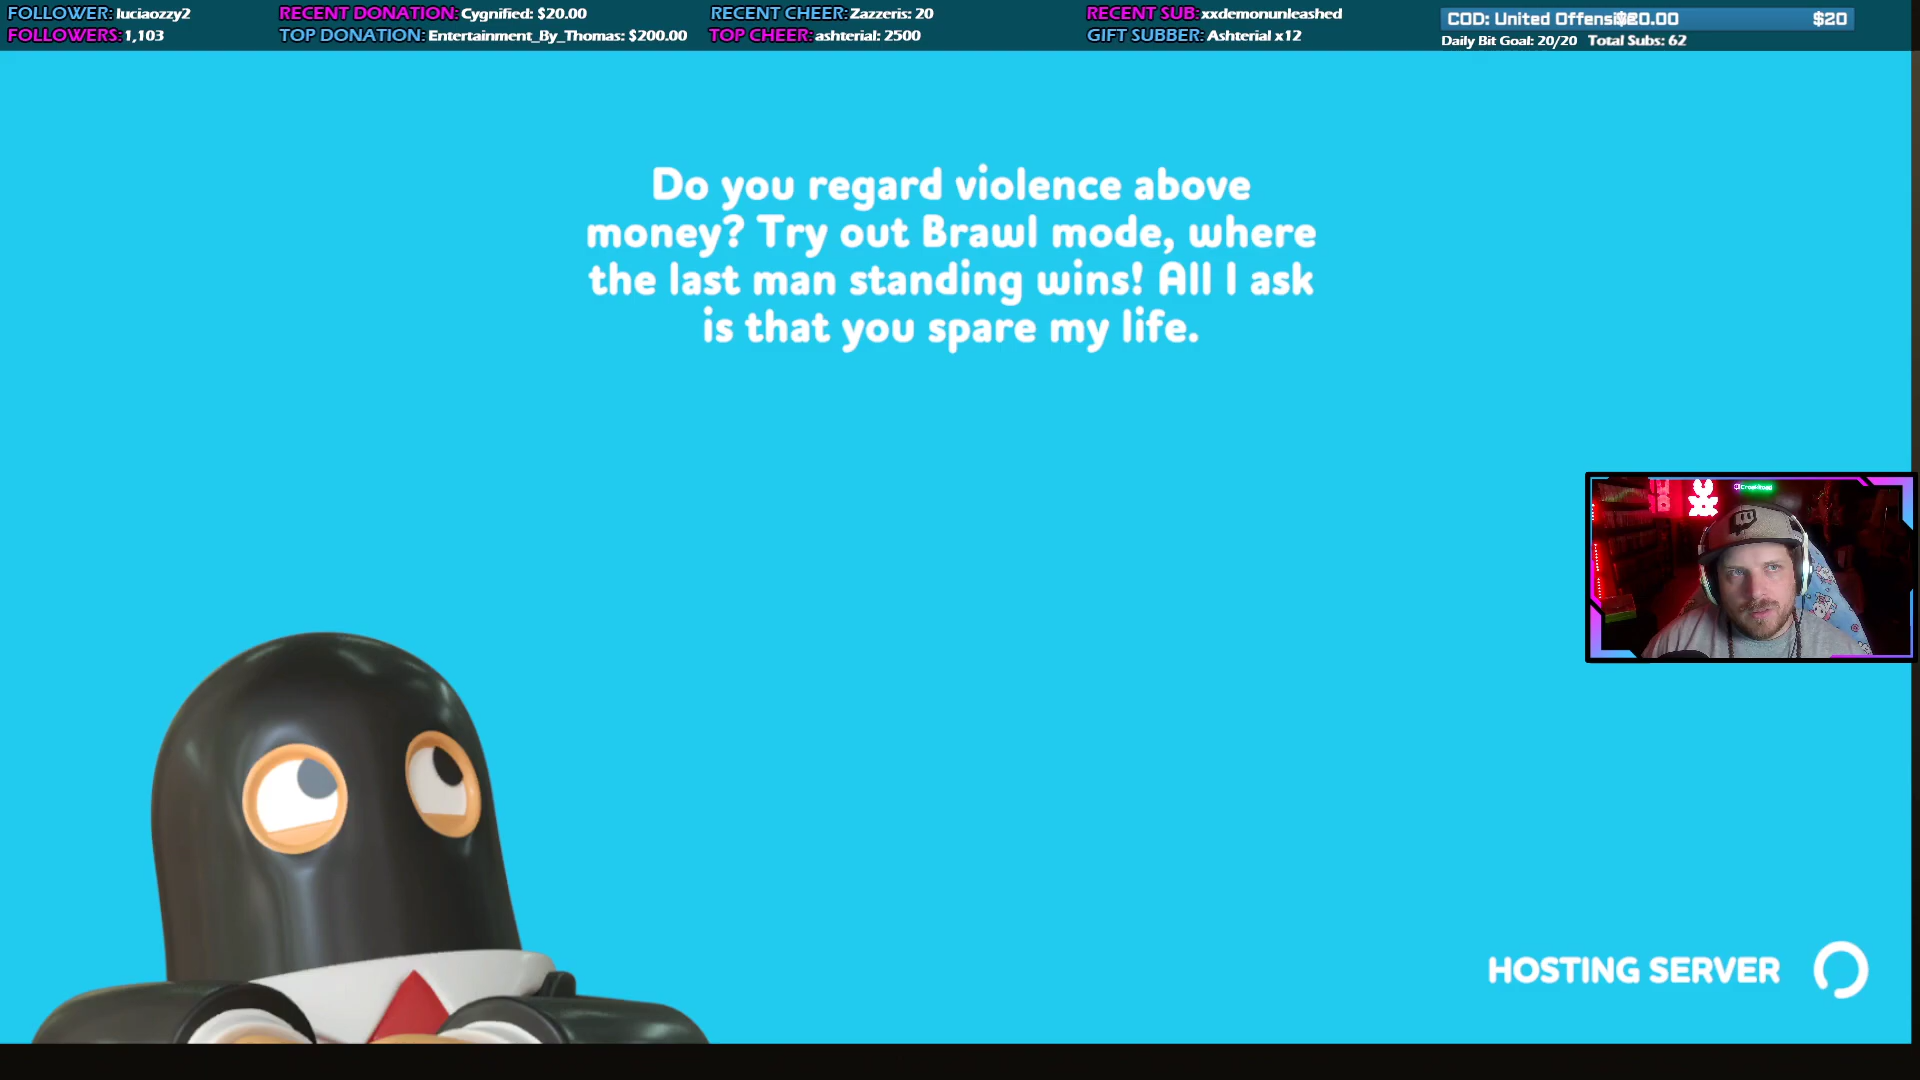 FOLLOWER: luciaozzy2
FOLLOWERS: 1,103
RECENT DONATION: Cygnified: $20.00
TOP DONATION: Entertainment_By_Thomas: $200.00
RECENT CHEER: Zazzeris: 20
TOP CHEER: ashterial: 2500
RECENT SUB: xxdemonunleashed
GIFT SUBBER: Ashterial x12
COD: United $20
Daily Bit Goal: 20/20 Total Subs: 62
Do you regard violence above
money? Try out Brawl mode, where
the last man standing wins! All I ask
is that you spare my life.
HOSTING SERVER